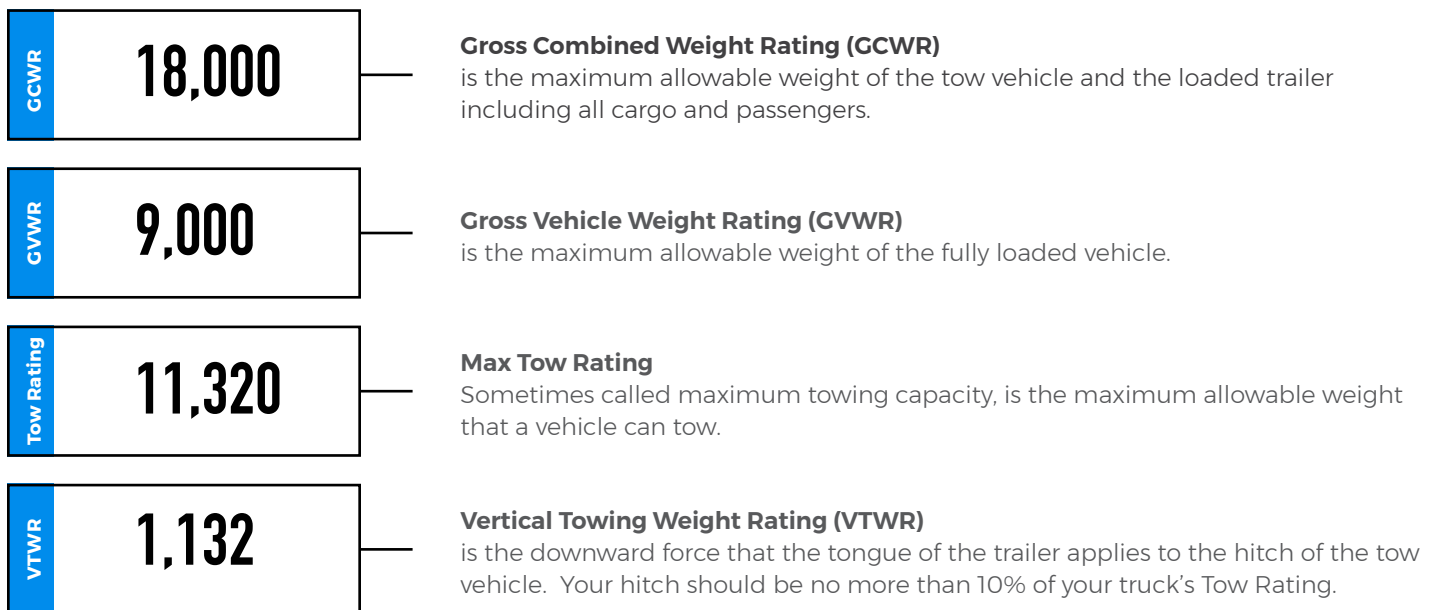 GCWR
18,000
Gross Combined Weight Rating (GCWR)
is the maximum allowable weight of the tow vehicle and the loaded trailer
including all cargo and passengers.
GVWR
9,000
Gross Vehicle Weight Rating (GVWR)
is the maximum allowable weight of the fully loaded vehicle.
Tow Rating
11,320
Max Tow Rating
Sometimes called maximum towing capacity, is the maximum allowable weight
that a vehicle can tow.
VTWR
1,132
Vertical Towing Weight Rating (VTWR)
is the downward force that the tongue of the trailer applies to the hitch of the tow
vehicle.  Your hitch should be no more than 10% of your truck's Tow Rating.